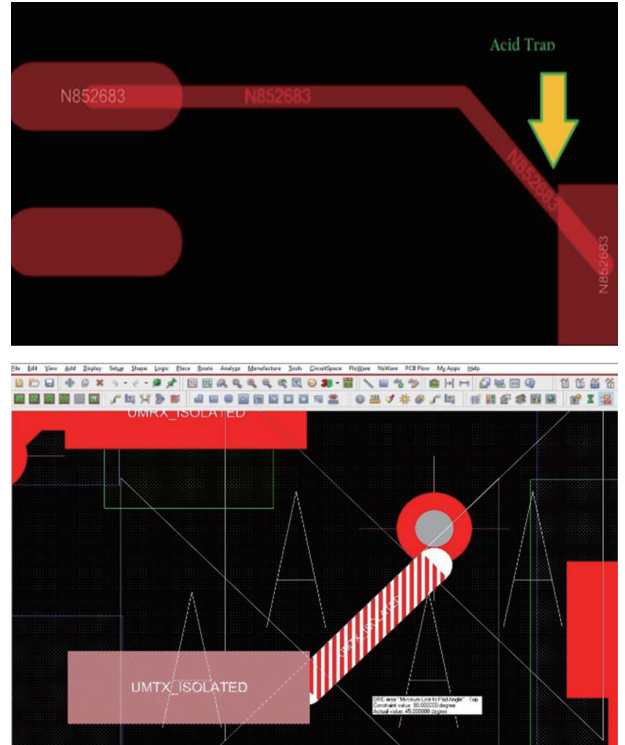 Acid Trap
N852683
N852683
N852683
N852683
File Edit View Add Display Setup Shape Logic Place Route Analyze Manufacture Tools CircuitSpace FloWare NxWare PCB Flow My Apps Help
UMRX_ISOLATED
UMTX_ISOLATED
UMTX_ISOLATED
DRC error "Minimum Line to Pad Angle" Top
Constraint value: 90.000000 degree
Actual value: 45.000000 degree